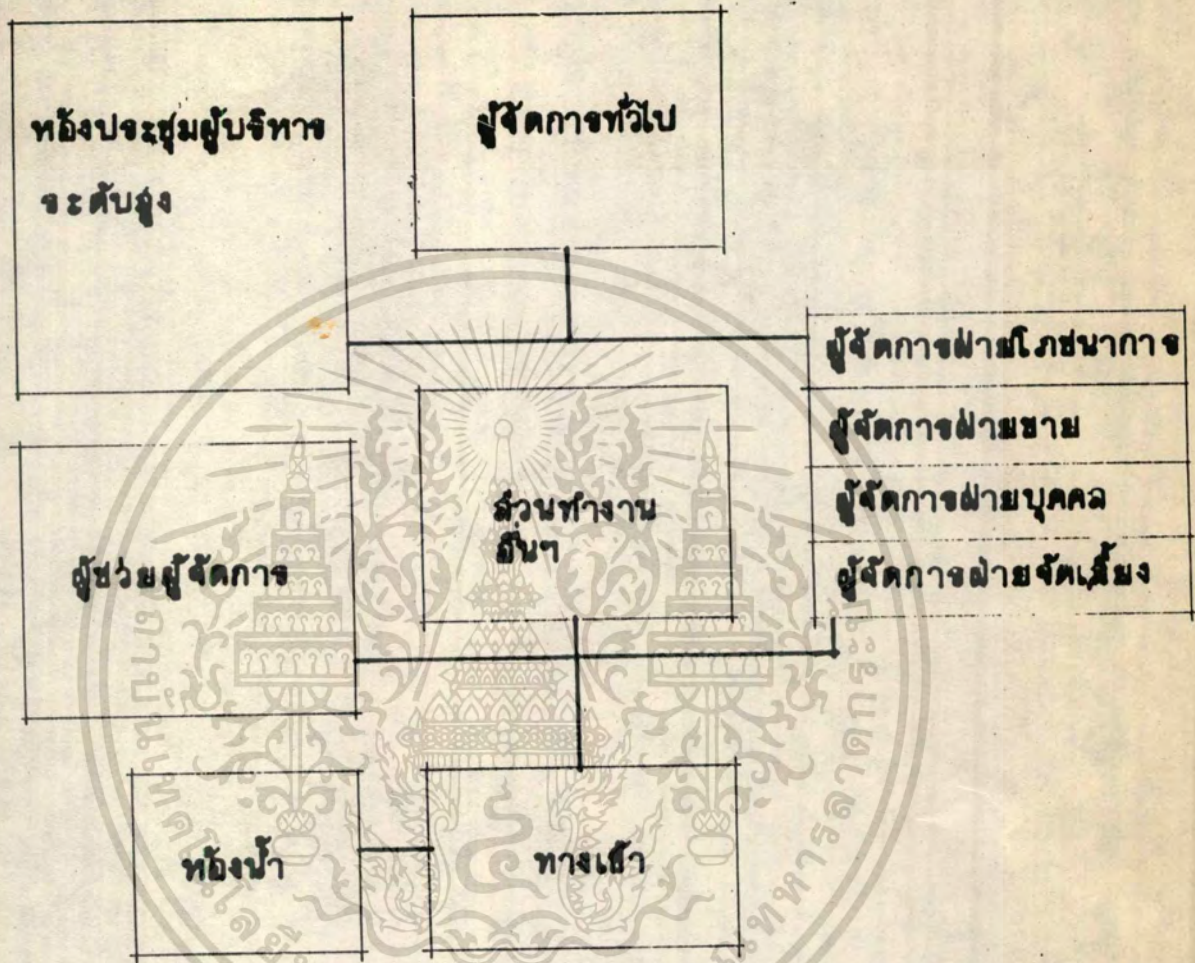 ห้องประชุมผู้บริหาร
ระดับสูง
ผู้จัดการทั่วไป
ผู้จัดการฝ่ายโภชนาการ
ผู้จัดการฝ่ายขาย
ผู้จัดการฝ่ายบุคคล
ผู้จัดการฝ่ายจัดเลี้ยง
ส่วนทำงาน
อื่นๆ
ผู้ช่วยผู้จัดการ
ห้องน้ำ
ทางเข้า